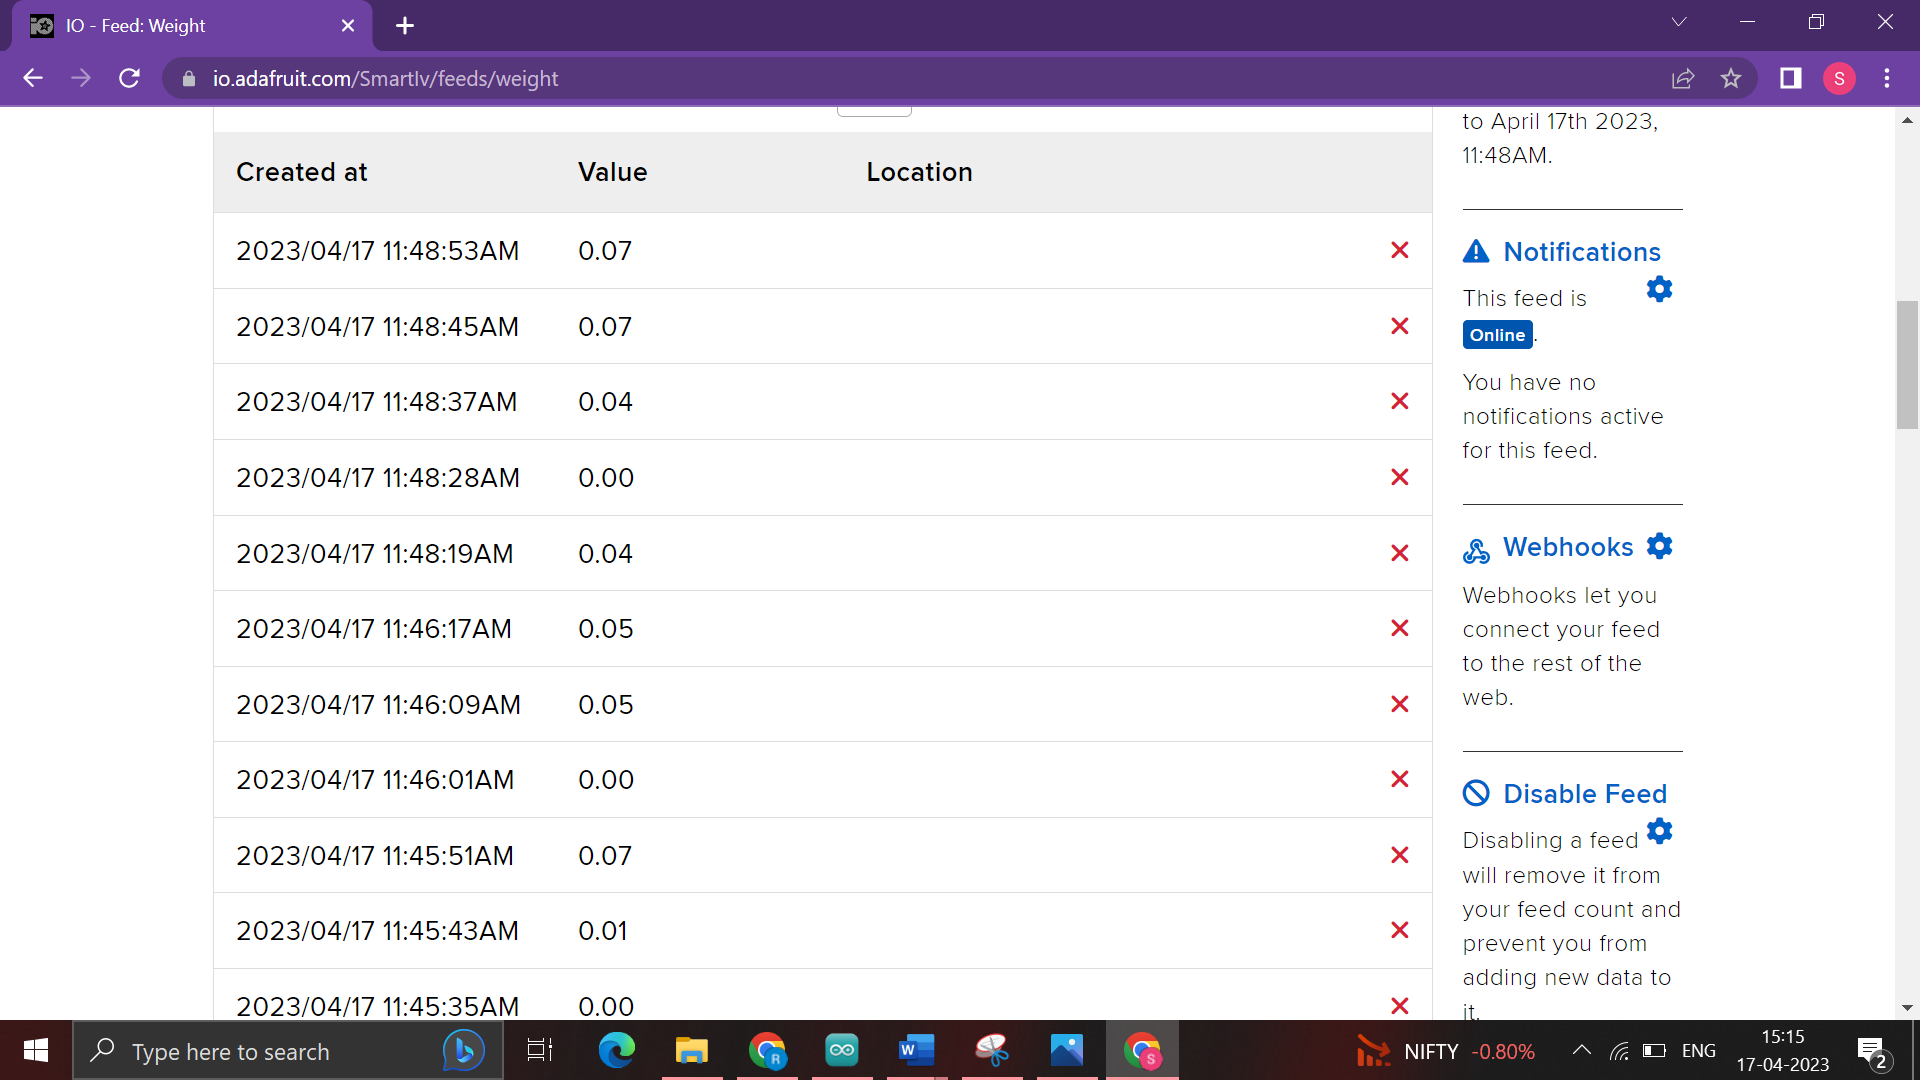 IO - Feed: Weight
io.adafruit.com/SmartIv/feeds/weight
S
Created at Value Location
2023/04/17 11:48:53AM 0.07
2023/04/17 11:48:45AM 0.07
2023/04/17 11:48:37AM 0.04
2023/04/17 11:48:28AM 0.00
2023/04/17 11:48:19AM 0.04
2023/04/17 11:46:17AM 0.05
2023/04/17 11:46:09AM 0.05
2023/04/17 11:46:01AM 0.00
2023/04/17 11:45:51AM 0.07
2023/04/17 11:45:43AM 0.01
2023/04/17 11:45:35AM 0.00
to April 17th 2023,
11:48AM.
Notifications
This feed is
Online.
You have no
notifications active
for this feed.
Webhooks
Webhooks let you
connect your feed
to the rest of the
web.
Disable Feed
Disabling a feed
will remove it from
your feed count and
prevent you from
adding new data to
it.
Type here to search
R
W
S
NIFTY -0.80%
ENG
15:15
17-04-2023
2